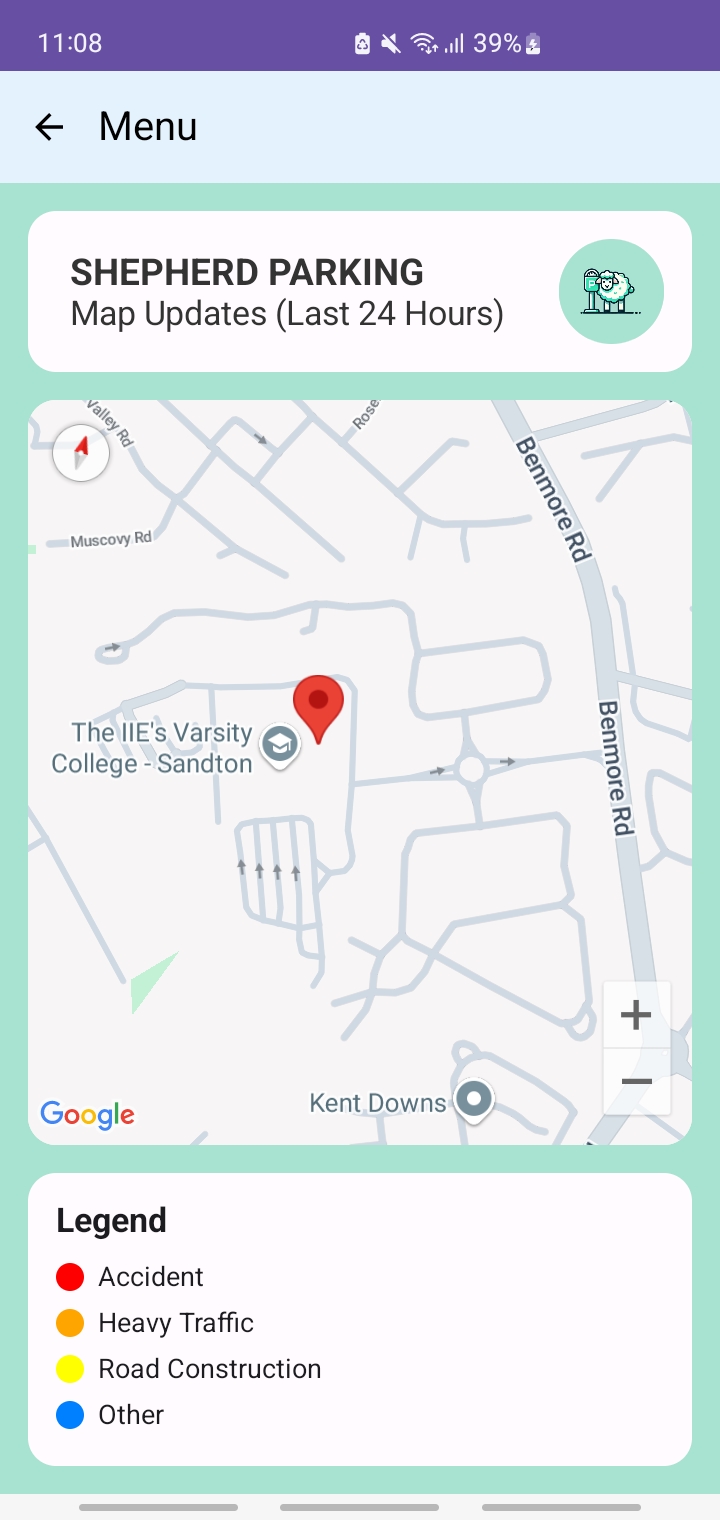 11:08
39%
Menu
SHEPHERD PARKING
Map Updates (Last 24 Hours)
Valley Rd
Rose
Benmore Rd
Muscovy Rd
Benmore Rd
The IIE's Varsity
College - Sandton
Kent Downs
Google
Legend
Accident
Heavy Traffic
Road Construction
Other